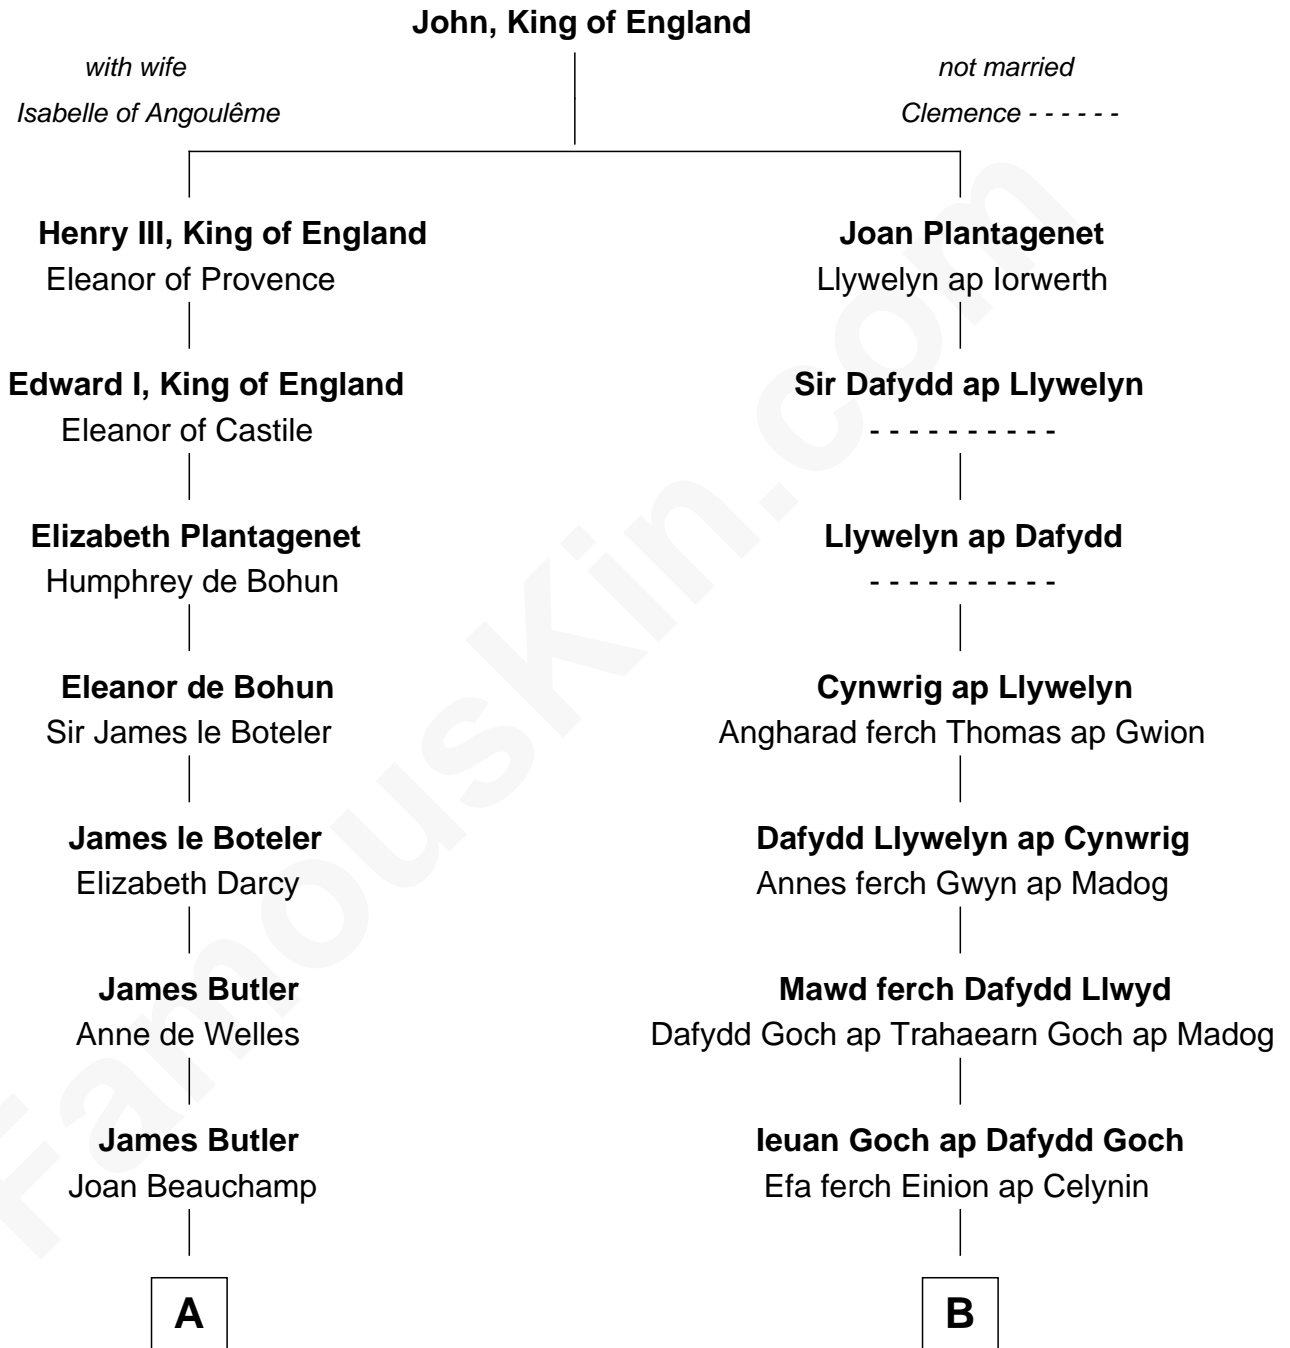 John, King of England
with wife
Isabelle of Angoulême
not married
Clemence - - - - - -
Henry III, King of England
Eleanor of Provence
Joan Plantagenet
Llywelyn ap Iorwerth
Edward I, King of England
Eleanor of Castile
Sir Dafydd ap Llywelyn
- - - - - - - - - -
Elizabeth Plantagenet
Humphrey de Bohun
Llywelyn ap Dafydd
- - - - - - - - - -
Eleanor de Bohun
Sir James le Boteler
Cynwrig ap Llywelyn
Angharad ferch Thomas ap Gwion
James le Boteler
Elizabeth Darcy
Dafydd Llywelyn ap Cynwrig
Annes ferch Gwyn ap Madog
James Butler
Anne de Welles
Mawd ferch Dafydd Llwyd
Dafydd Goch ap Trahaearn Goch ap Madog
James Butler
Joan Beauchamp
Ieuan Goch ap Dafydd Goch
Efa ferch Einion ap Celynin
A
B
FamousKin.com